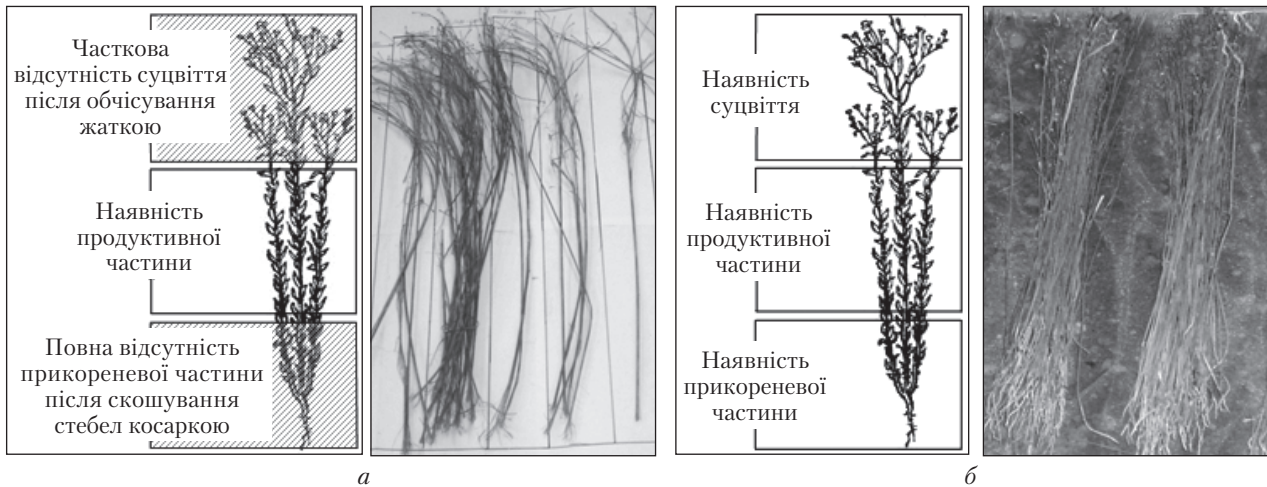 Часткова
відсутність суцвіття
після обчісування
жаткою
Наявність
продуктивної
частини
Повна відсутність
прикореневої частини
після скошування
стебел косаркою
а
Наявність
суцвіття
Наявність
продуктивної
частини
Наявність
прикореневої
частини
б